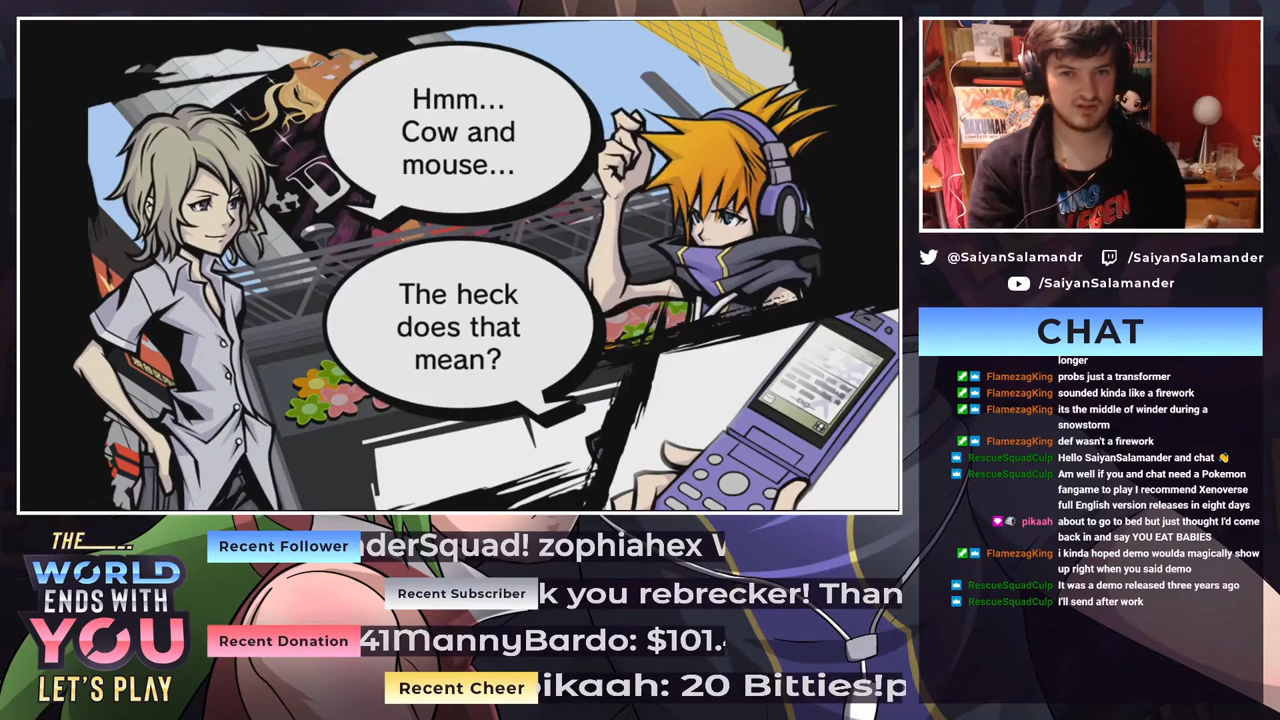 Hmm...
Cow and
mouse...
The heck
does that
mean?
@SaiyanSalamandr
/SaiyanSalamander
/SaiyanSalamander
CHAT
longer
FlamezagKing probs just a transformer
FlamezagKing sounded kinda like a firework
FlamezagKing its the middle of winder during a
snowstorm
FlamezagKing def wasn't a firework
RescueSquadCulp Hello SaiyanSalamander and chat 👋
RescueSquadCulp Am well if you and chat need a Pokemon
fangame to play I recommend Xenoverse
full English version releases in eight days
pikaah about to go to bed but just thought I'd come
back in and say YOU EAT BABIES
FlamezagKing i kinda hoped demo woulda magically show
up right when you said demo
RescueSquadCulp It was a demo released three years ago
RescueSquadCulp I'll send after work
THE
WORLD
ENDS WITH
YOU
LET'S PLAY
Recent Follower
nderSquad! zophiahex W
Recent Subscriber
k you rebrecker! Than
Recent Donation
41MannyBardo: $101.
Recent Cheer
pikaah: 20 Bitties!p